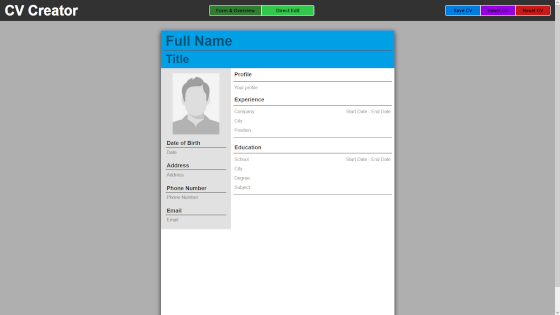 CV Creator
Form & Overview
Direct Edit
Save CV
Reset CV
Full Name
Title
Date of Birth
Date
Address
Address
Phone Number
Phone Number
Email
Email
Profile
Your profile
Experience
Company Start Date - End Date
City
Position
Education
School Start Date - End Date
City
Degree
Subject